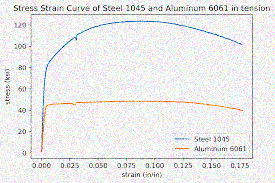 Stress Strain Curve of Steel 1045 and Aluminum 6061 in tension
120
100
80
60
40
20
0
stress (ksi)
Steel 1045
Aluminum 6061
0.000 0.025 0.050 0.075 0.100 0.125 0.150 0.175
strain (in/in)